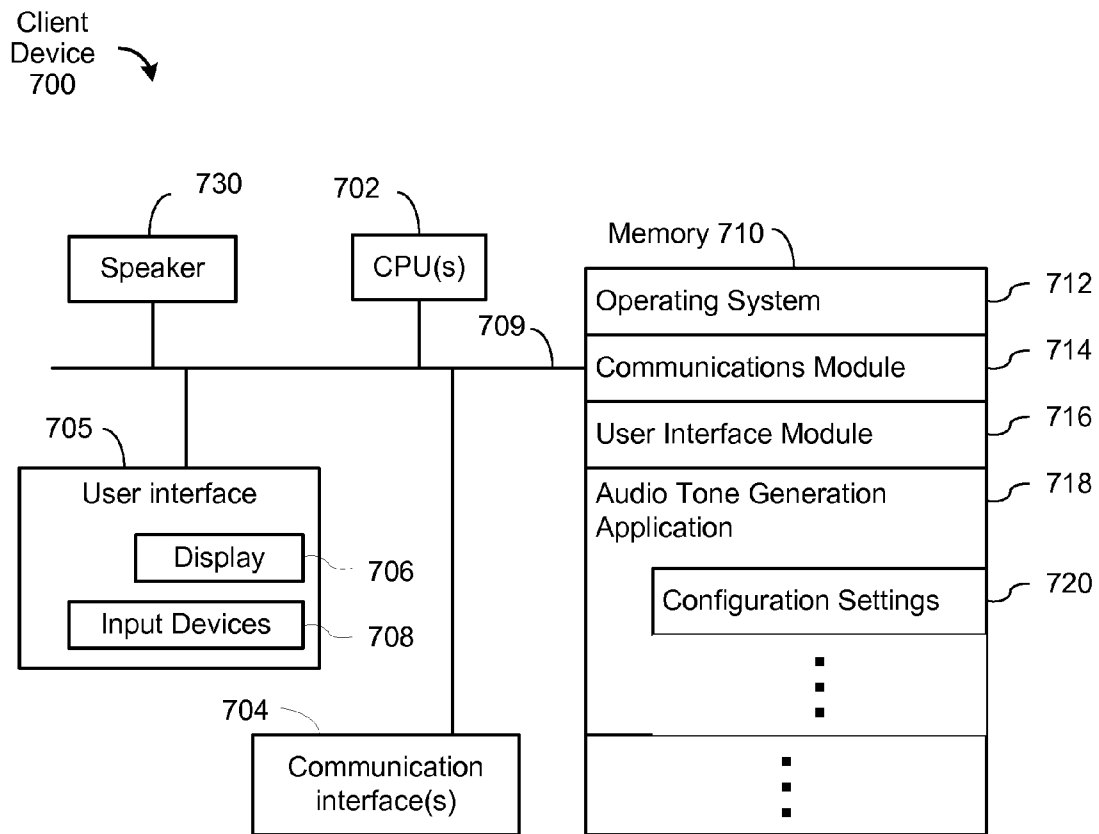 Client
Device
700
730
702
Memory 710
Speaker
CPU(s)
Operating System
712
709
Communications Module
714
User Interface Module
716
705
User interface
Audio Tone Generation
Application
718
Display
706
Configuration Settings
720
Input Devices
708
704
Communication
interface(s)